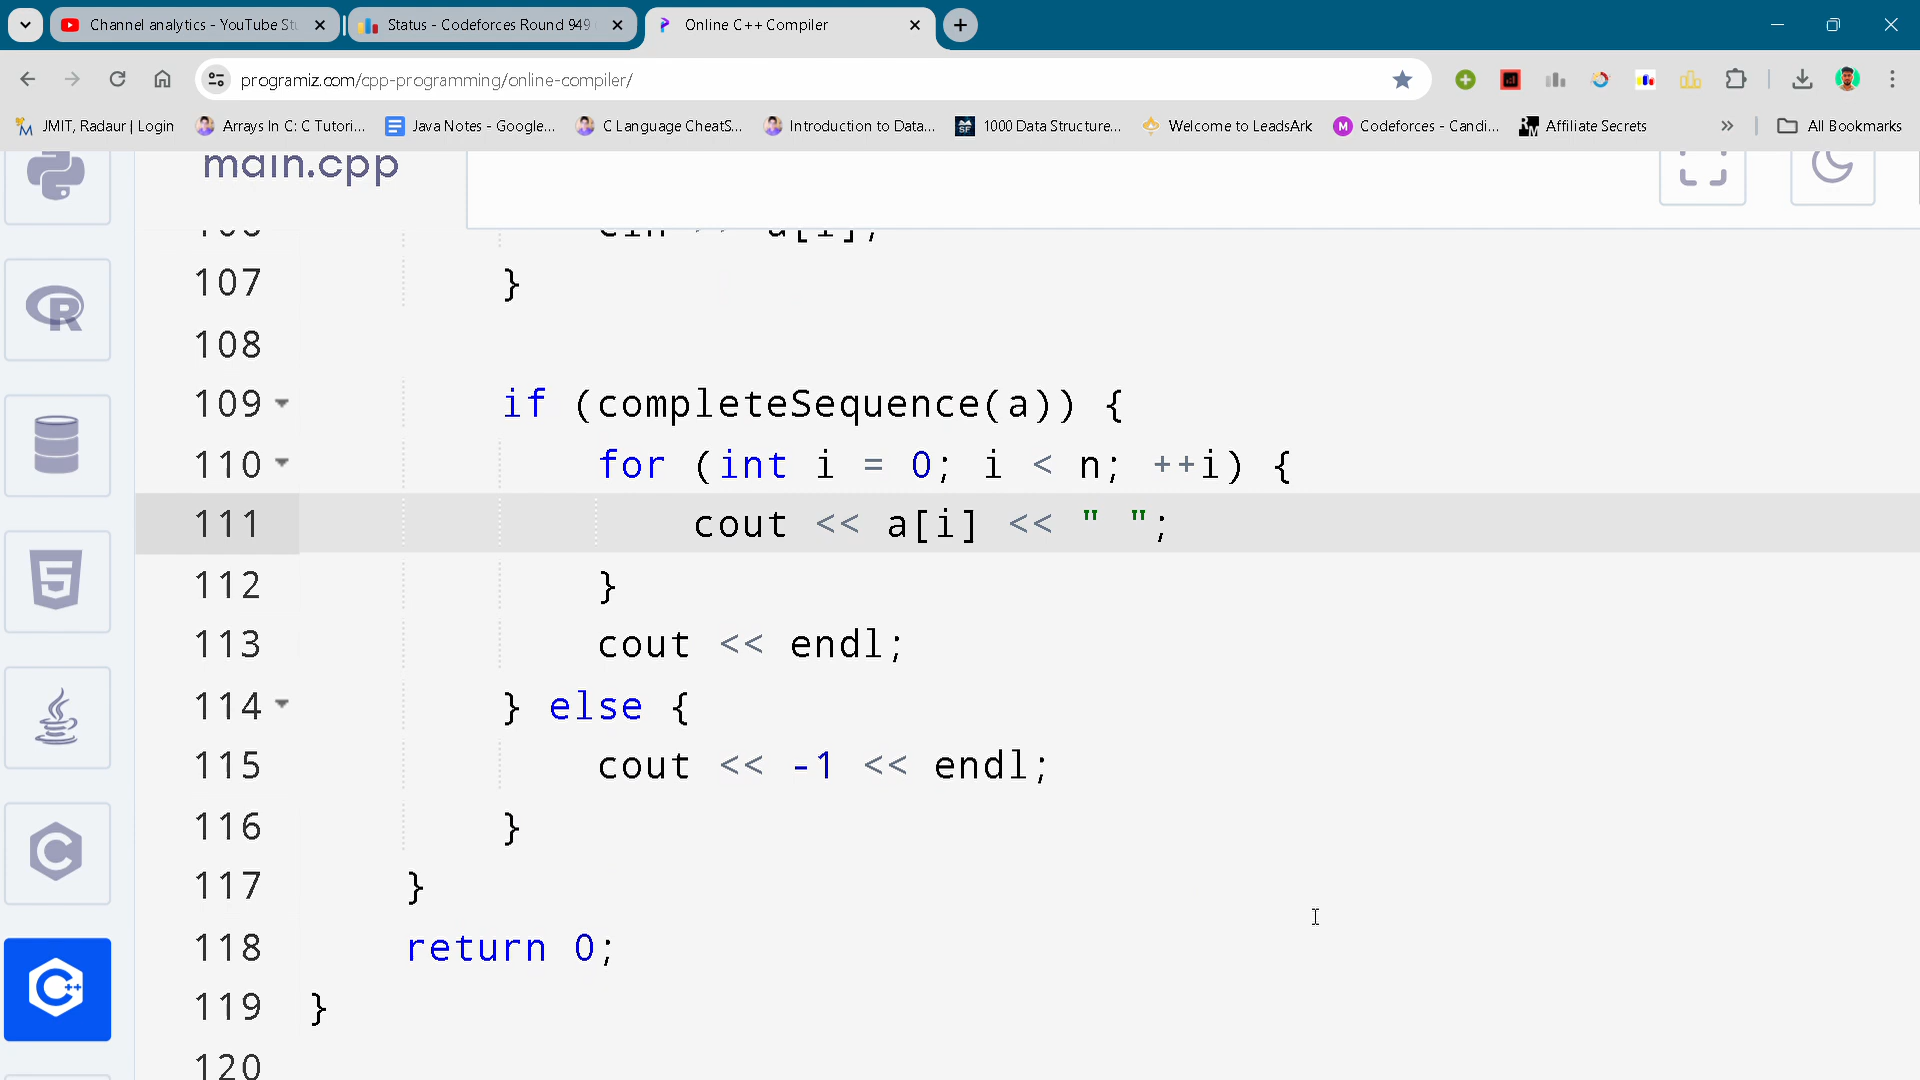 Channel analytics - YouTube St
Status - Codeforces Round 949
Online C++ Compiler
programiz.com/cpp-programming/online-compiler/
JMIT, Radaur | Login
Arrays In C: C Tutori...
Java Notes - Google...
C Language CheatS...
Introduction to Data...
1000 Data Structure...
Welcome to LeadsArk
Codeforces - Candi...
Affiliate Secrets
All Bookmarks
main.cpp
106 cin >> a[i];
107 }
108
109 if (completeSequence(a)) {
110 for (int i = 0; i < n; ++i) {
111 cout << a[i] << " ";
112 }
113 cout << endl;
114 } else {
115 cout << -1 << endl;
116 }
117 }
118 return 0;
119 }
120